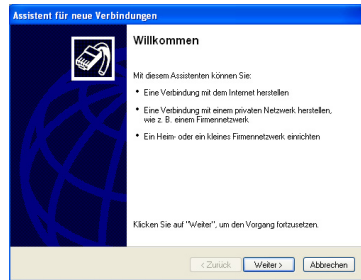 Assistent für neue Verbindungen
Willkommen
Mit diesem Assistenten können Sie:
• Eine Verbindung mit dem Internet herstellen
• Eine Verbindung mit einem privaten Netzwerk herstellen,
wie z. B. einem Firmennetzwerk
• Ein Heim- oder ein kleines Firmennetzwerk einrichten
Klicken Sie auf "Weiter", um den Vorgang fortzusetzen.
< Zurück Weiter > Abbrechen